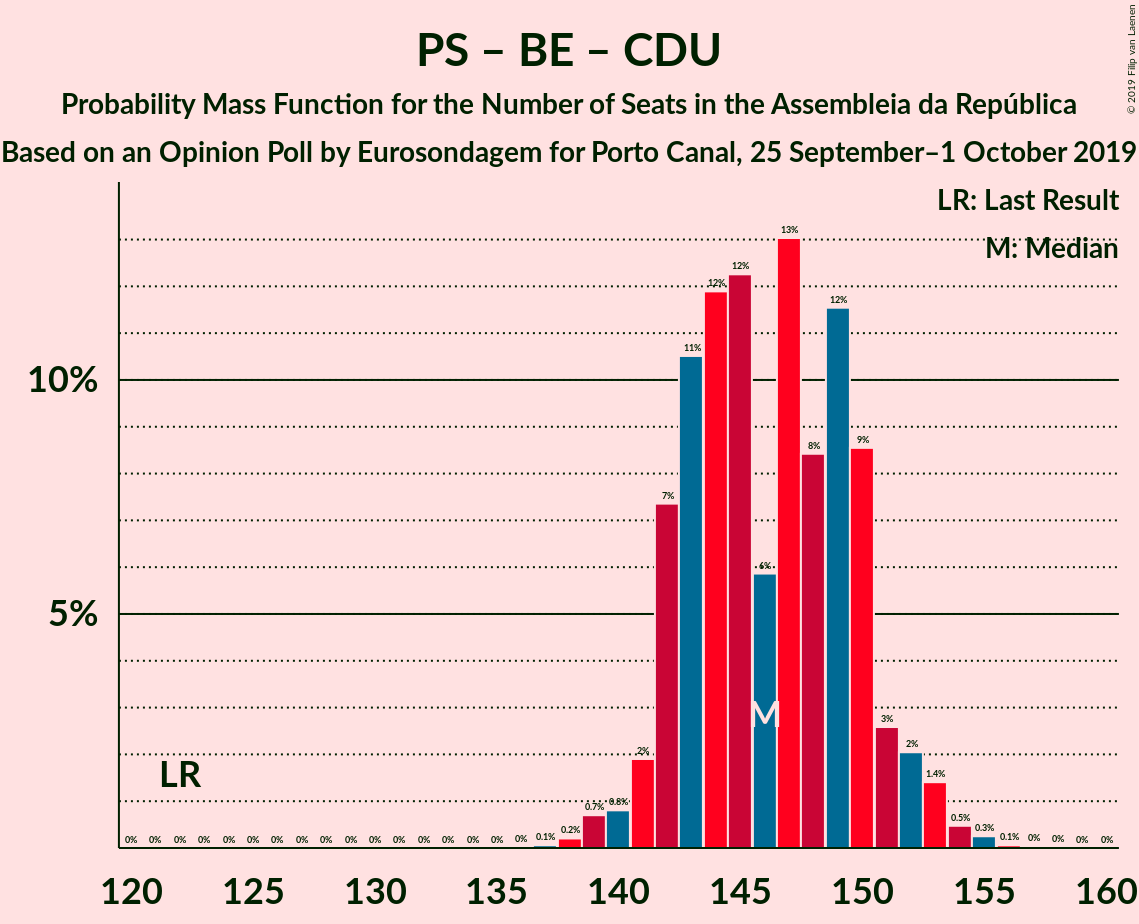 PS – BE – CDU
Probability Mass Function for the Number of Seats in the Assembleia da República
Based on an Opinion Poll by Eurosondagem for Porto Canal, 25 September–1 October 2019
© 2019 Filip van Laenen
LR: Last Result
M: Median
10%
5%
0% 0% 0% 0% 0% 0% 0% 0% 0% 0% 0% 0% 0% 0% 0% 0% 0% 0.1% 0.2% 0.7% 0.8% 2% 7% 11% 12% 12% 6% 13% 8% 12% 9% 3% 2% 1.4% 0.5% 0.3% 0.1% 0% 0% 0% 0%
LR
M
120 125 130 135 140 145 150 155 160